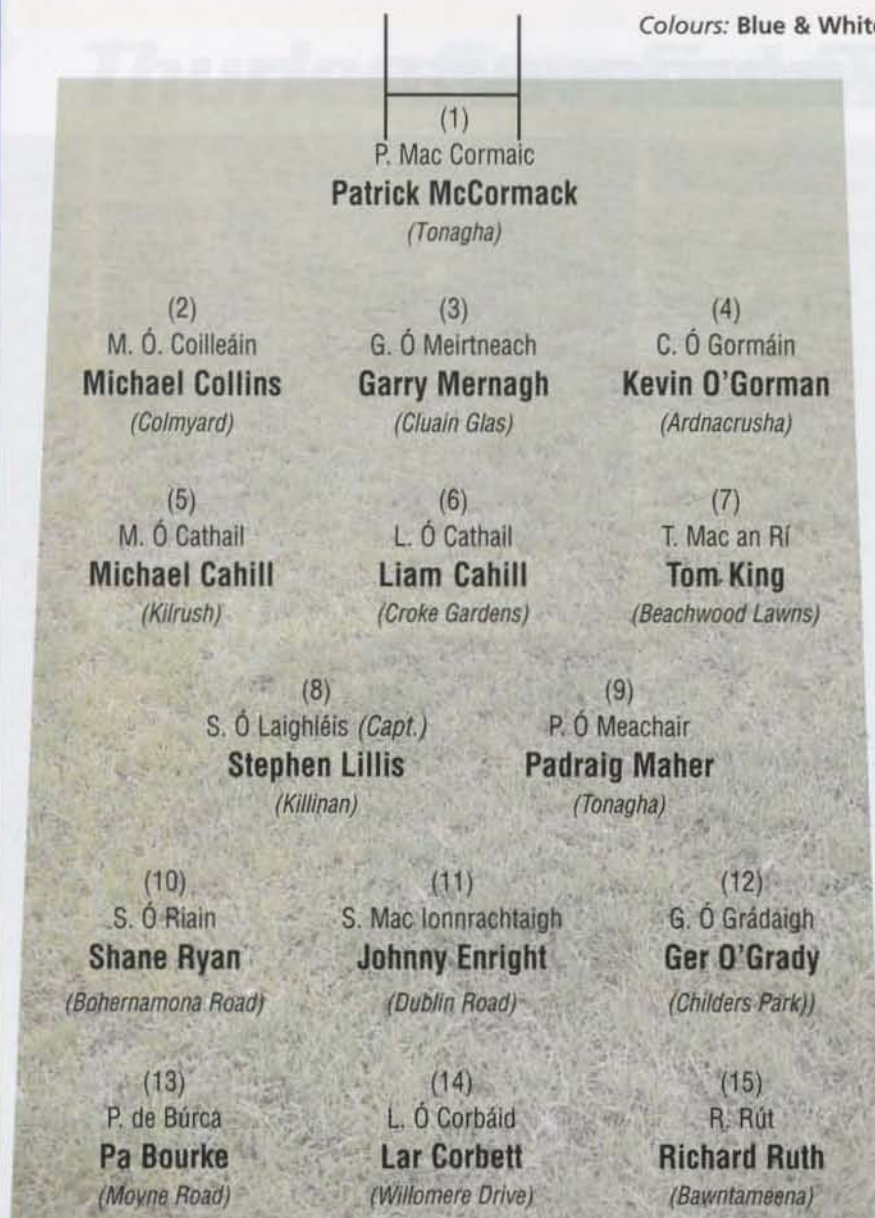 Colours: Blue & White
(1)
P. Mac Cormaic
Patrick McCormack
(Tonagha)
(2)
M. Ó. Coilleáin
Michael Collins
(Colmyard)
(3)
G. Ó Meirtneach
Garry Mernagh
(Cluain Glas)
(4)
C. Ó Gormáin
Kevin O'Gorman
(Ardnacrusha)
(5)
M. Ó Cathail
Michael Cahill
(Kilrush)
(6)
L. Ó Cathail
Liam Cahill
(Croke Gardens)
(7)
T. Mac an Rí
Tom King
(Beachwood Lawns)
(8)
S. Ó Laighléis (Capt.)
Stephen Lillis
(Killinan)
(9)
P. Ó Meachair
Padraig Maher
(Tonagha)
(10)
S. Ó Riain
Shane Ryan
(Bohernamona Road)
(11)
S. Mac Ionnrachtaigh
Johnny Enright
(Dublin Road)
(12)
G. Ó Grádaigh
Ger O'Grady
(Childers Park))
(13)
P. de Búrca
Pa Bourke
(Moyne Road)
(14)
L. Ó Corbáid
Lar Corbett
(Willomere Drive)
(15)
R. Rút
Richard Ruth
(Bawntameena)